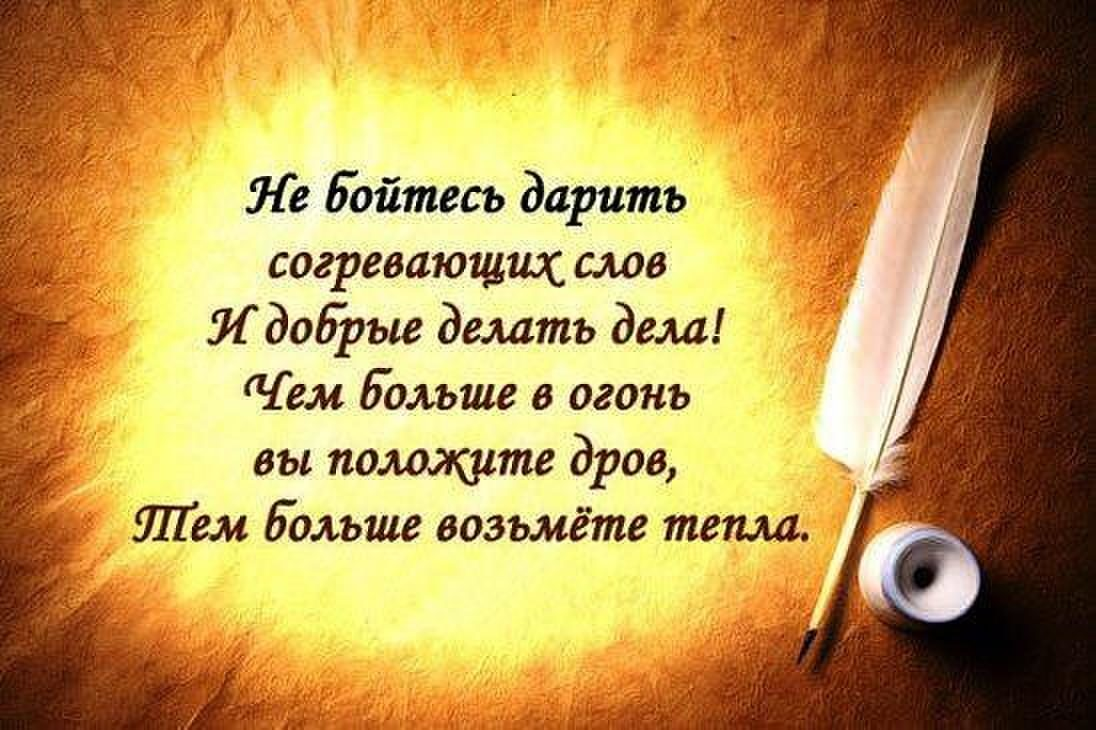 Не бойтесь дарить
согревающих слов
И добрые делать дела!
Чем больше в огонь
вы положите дров,
Тем больше возьмёте тепла.